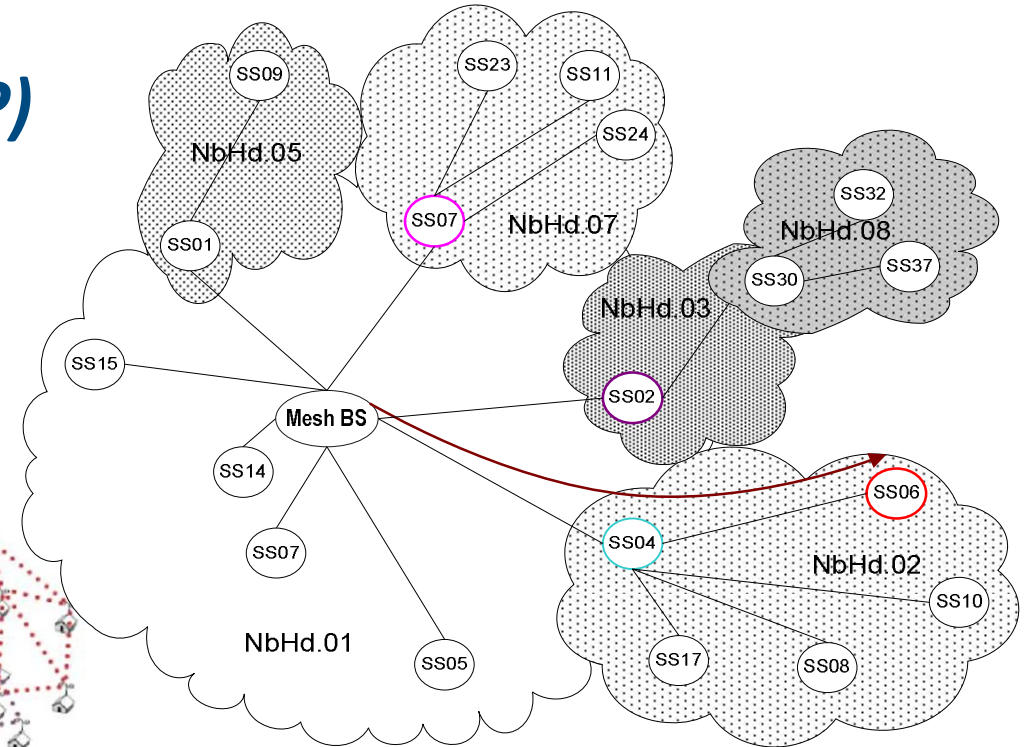 SS09
SS23
SS11
P)
SS24
NbHd.05
SS32
SS07
NbHd.07
NbHd 08
SS01
SS30
SS37
NbHd.03
SS15
SS02
Mesh BS
SS14
SS06
SS04
SS07
NbHd.02
SS10
NbHd.01
SS05
SS17
SS08